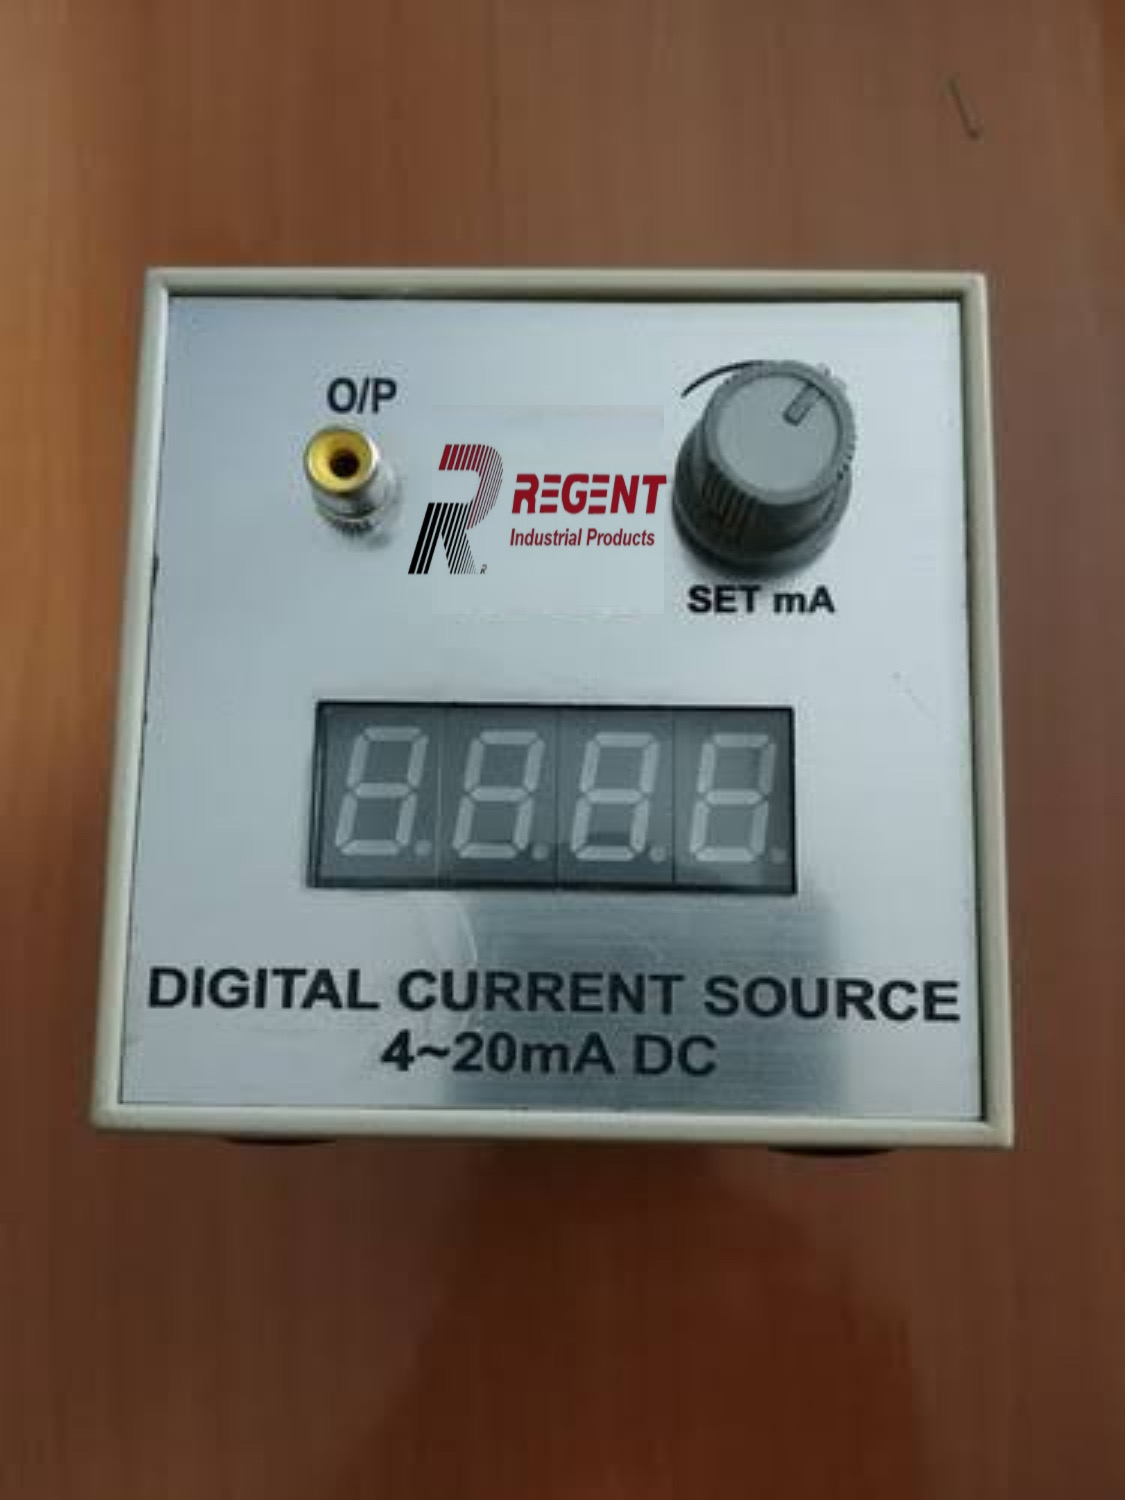 O/P
R
REGENT
Industrial Products
SET mA
DIGITAL CURRENT SOURCE
4~20mA DC